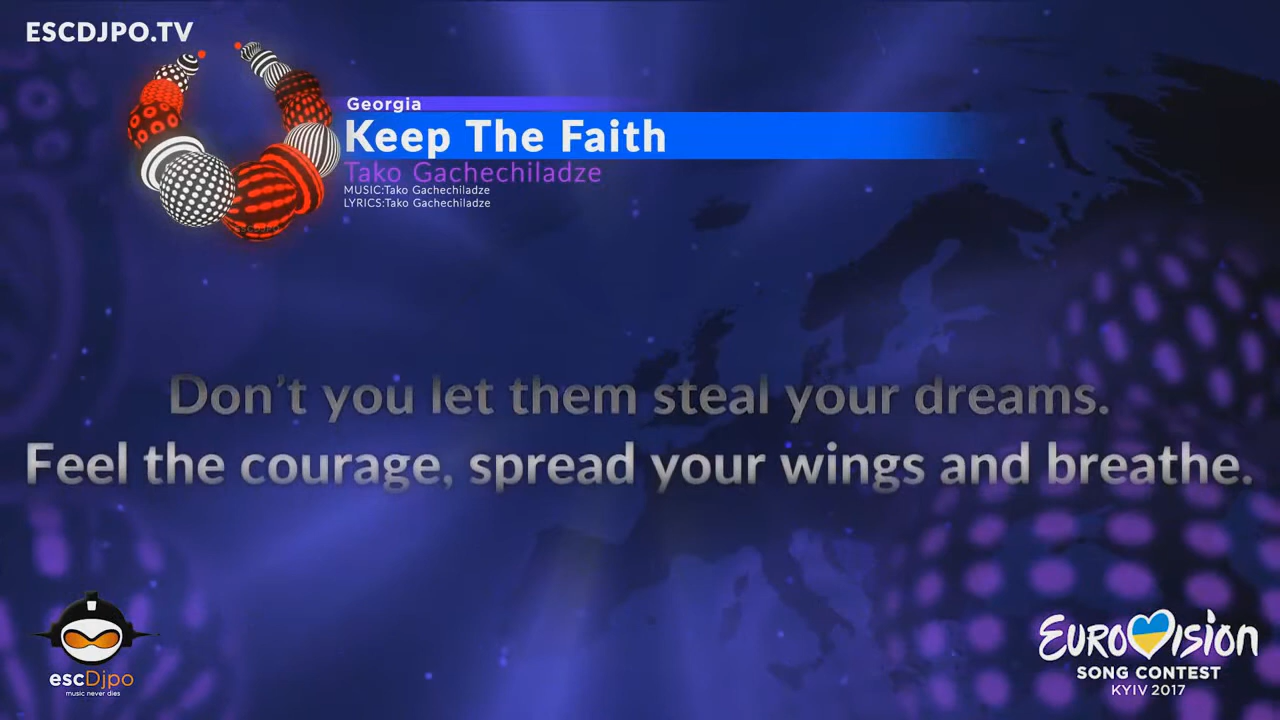 ESCDJPO.TV
Georgia
Keep The Faith
Tako Gachechiladze
MUSIC:Tako Gachechiladze
LYRICS:Tako Gachechiladze
Don't you let them steal your dreams.
Feel the courage, spread your wings and breathe.
escDjpo
music never dies
EUROVISION
SONG CONTEST
KYIV 2017